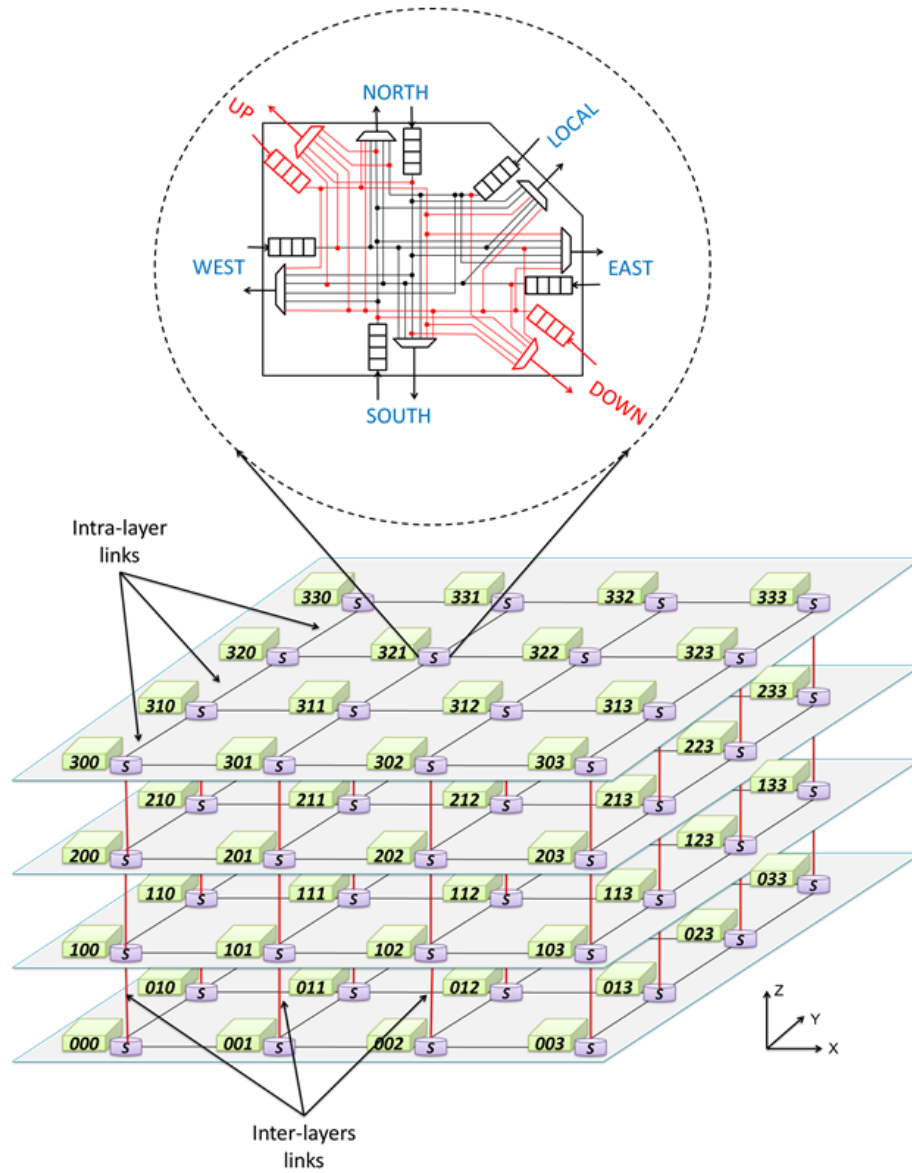 NORTH
UP
LOCAL
WEST
EAST
SOUTH
DOWN
Intra-layer
links
330 S 331 S 332 S 333 S
320 S 321 S 322 S 323 S
310 S 311 S 312 S 313 S
300 S 301 S 302 S 303 S
233 S
223 S
210 S 211 S 212 S 213 S
200 S 201 S 202 S 203 S
133 S
123 S
110 S 111 S 112 S 113 S
100 S 101 S 102 S 103 S
033 S
023 S
010 S 011 S 012 S 013 S
000 S 001 S 002 S 003 S
Z
Y
X
Inter-layers
links